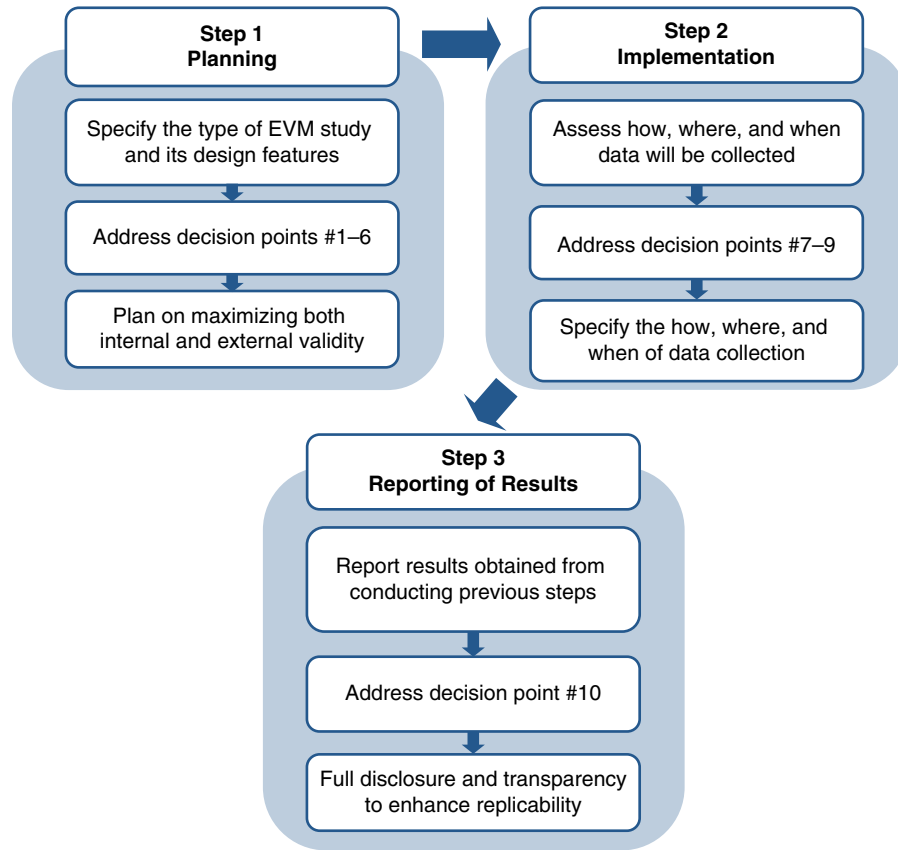 Step 1
Planning
Specify the type of EVM study
and its design features
Address decision points #1–6
Plan on maximizing both
internal and external validity
Step 2
Implementation
Assess how, where, and when
data will be collected
Address decision points #7–9
Specify the how, where, and
when of data collection
Step 3
Reporting of Results
Report results obtained from
conducting previous steps
Address decision point #10
Full disclosure and transparency
to enhance replicability